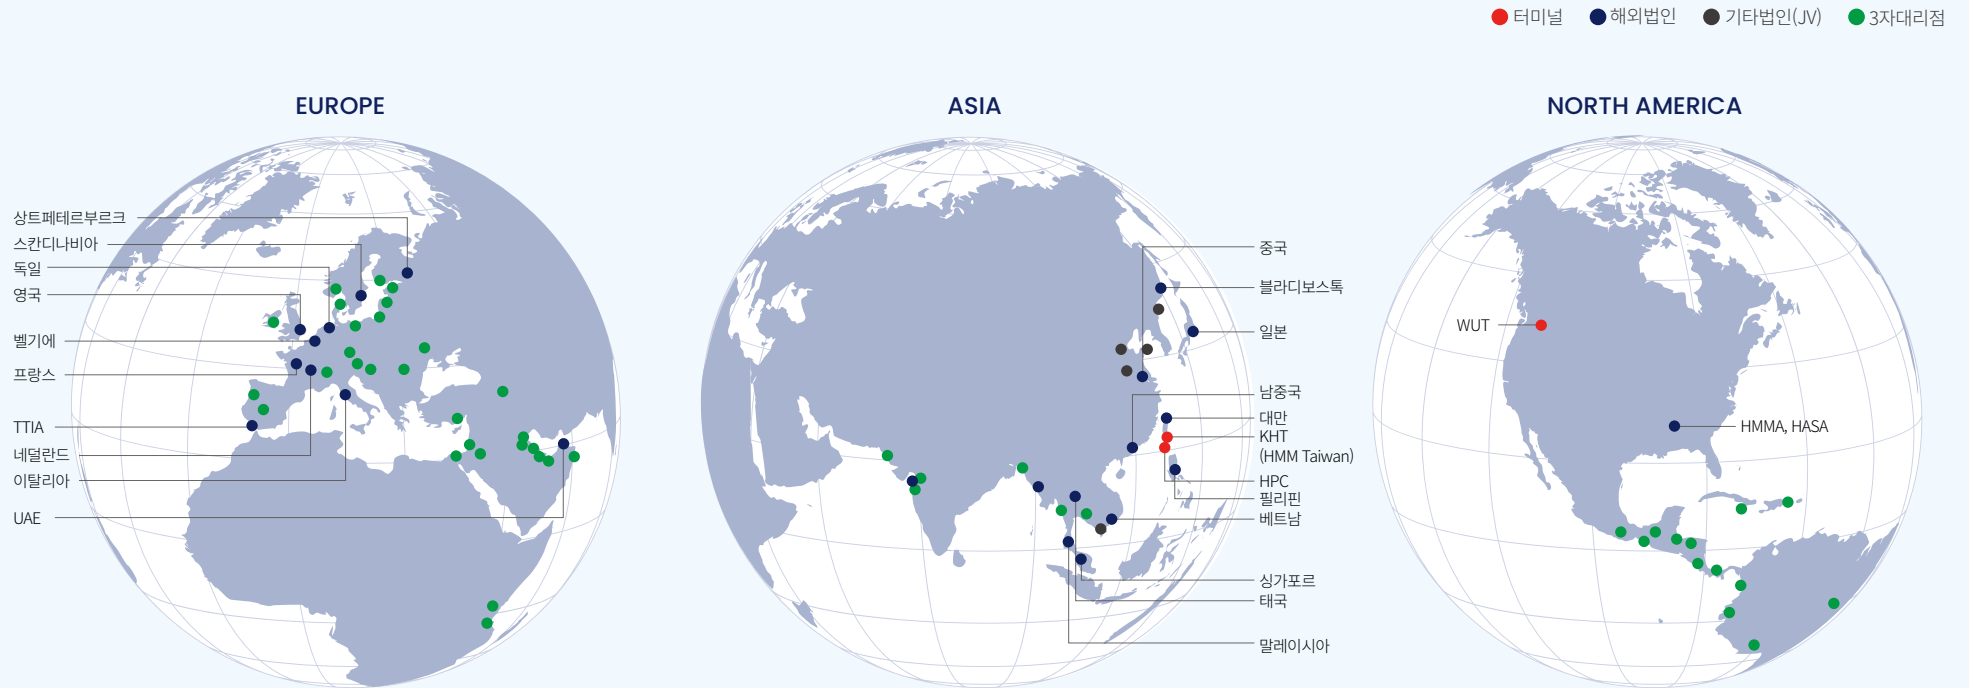 터미널 해외법인 기타법인(JV) 3자대리점
EUROPE
상트페테르부르크
스칸디나비아
독일
영국
벨기에
프랑스
TTIA
네덜란드
이탈리아
UAE
ASIA
중국
블라디보스톡
일본
남중국
대만
KHT
(HMM Taiwan)
HPC
필리핀
베트남
싱가포르
태국
말레이시아
NORTH AMERICA
WUT
HMMA, HASA